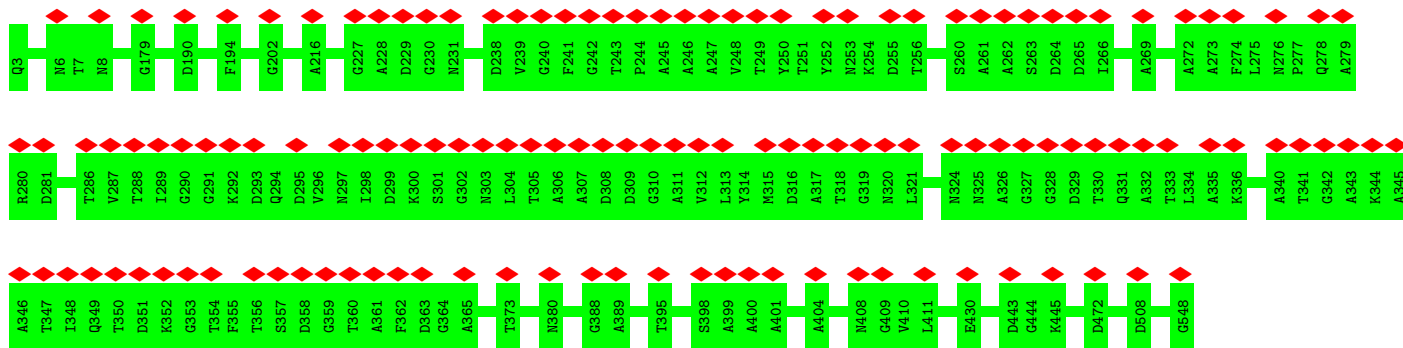 Q3 N6 T7 N8 G179 D190 F194 G202 A216 G227 A228 D229 G230 N231 D238 V239 G240 F241 G242 T243 P244 A245 A246 A247 V248 T249 Y250 T251 Y252 N253 K254 D255 T256 S260 A261 A262 S263 D264 D265 I266 A269 A272 A273 F274 L275 N276 P277 Q278 A279
R280 D281 T286 V287 T288 I289 G290 G291 K292 D293 Q294 D295 V296 N297 I298 D299 K300 S301 G302 N303 L304 T305 A306 A307 D308 D309 G310 A311 V312 L313 Y314 M315 D316 A317 T318 G319 N320 L321 N324 N325 A326 G327 G328 D329 T330 Q331 A332 T333 L334 A335 K336 A340 T341 G342 A343 K344 A345
A346 T347 I348 Q349 T350 D351 K352 G353 T354 F355 T356 S357 D358 G359 T360 A361 F362 D363 G364 A365 T373 N380 G388 A389 T395 S398 A399 A400 A401 A404 N408 G409 V410 L411 E430 D443 G444 K445 D472 D508 G548